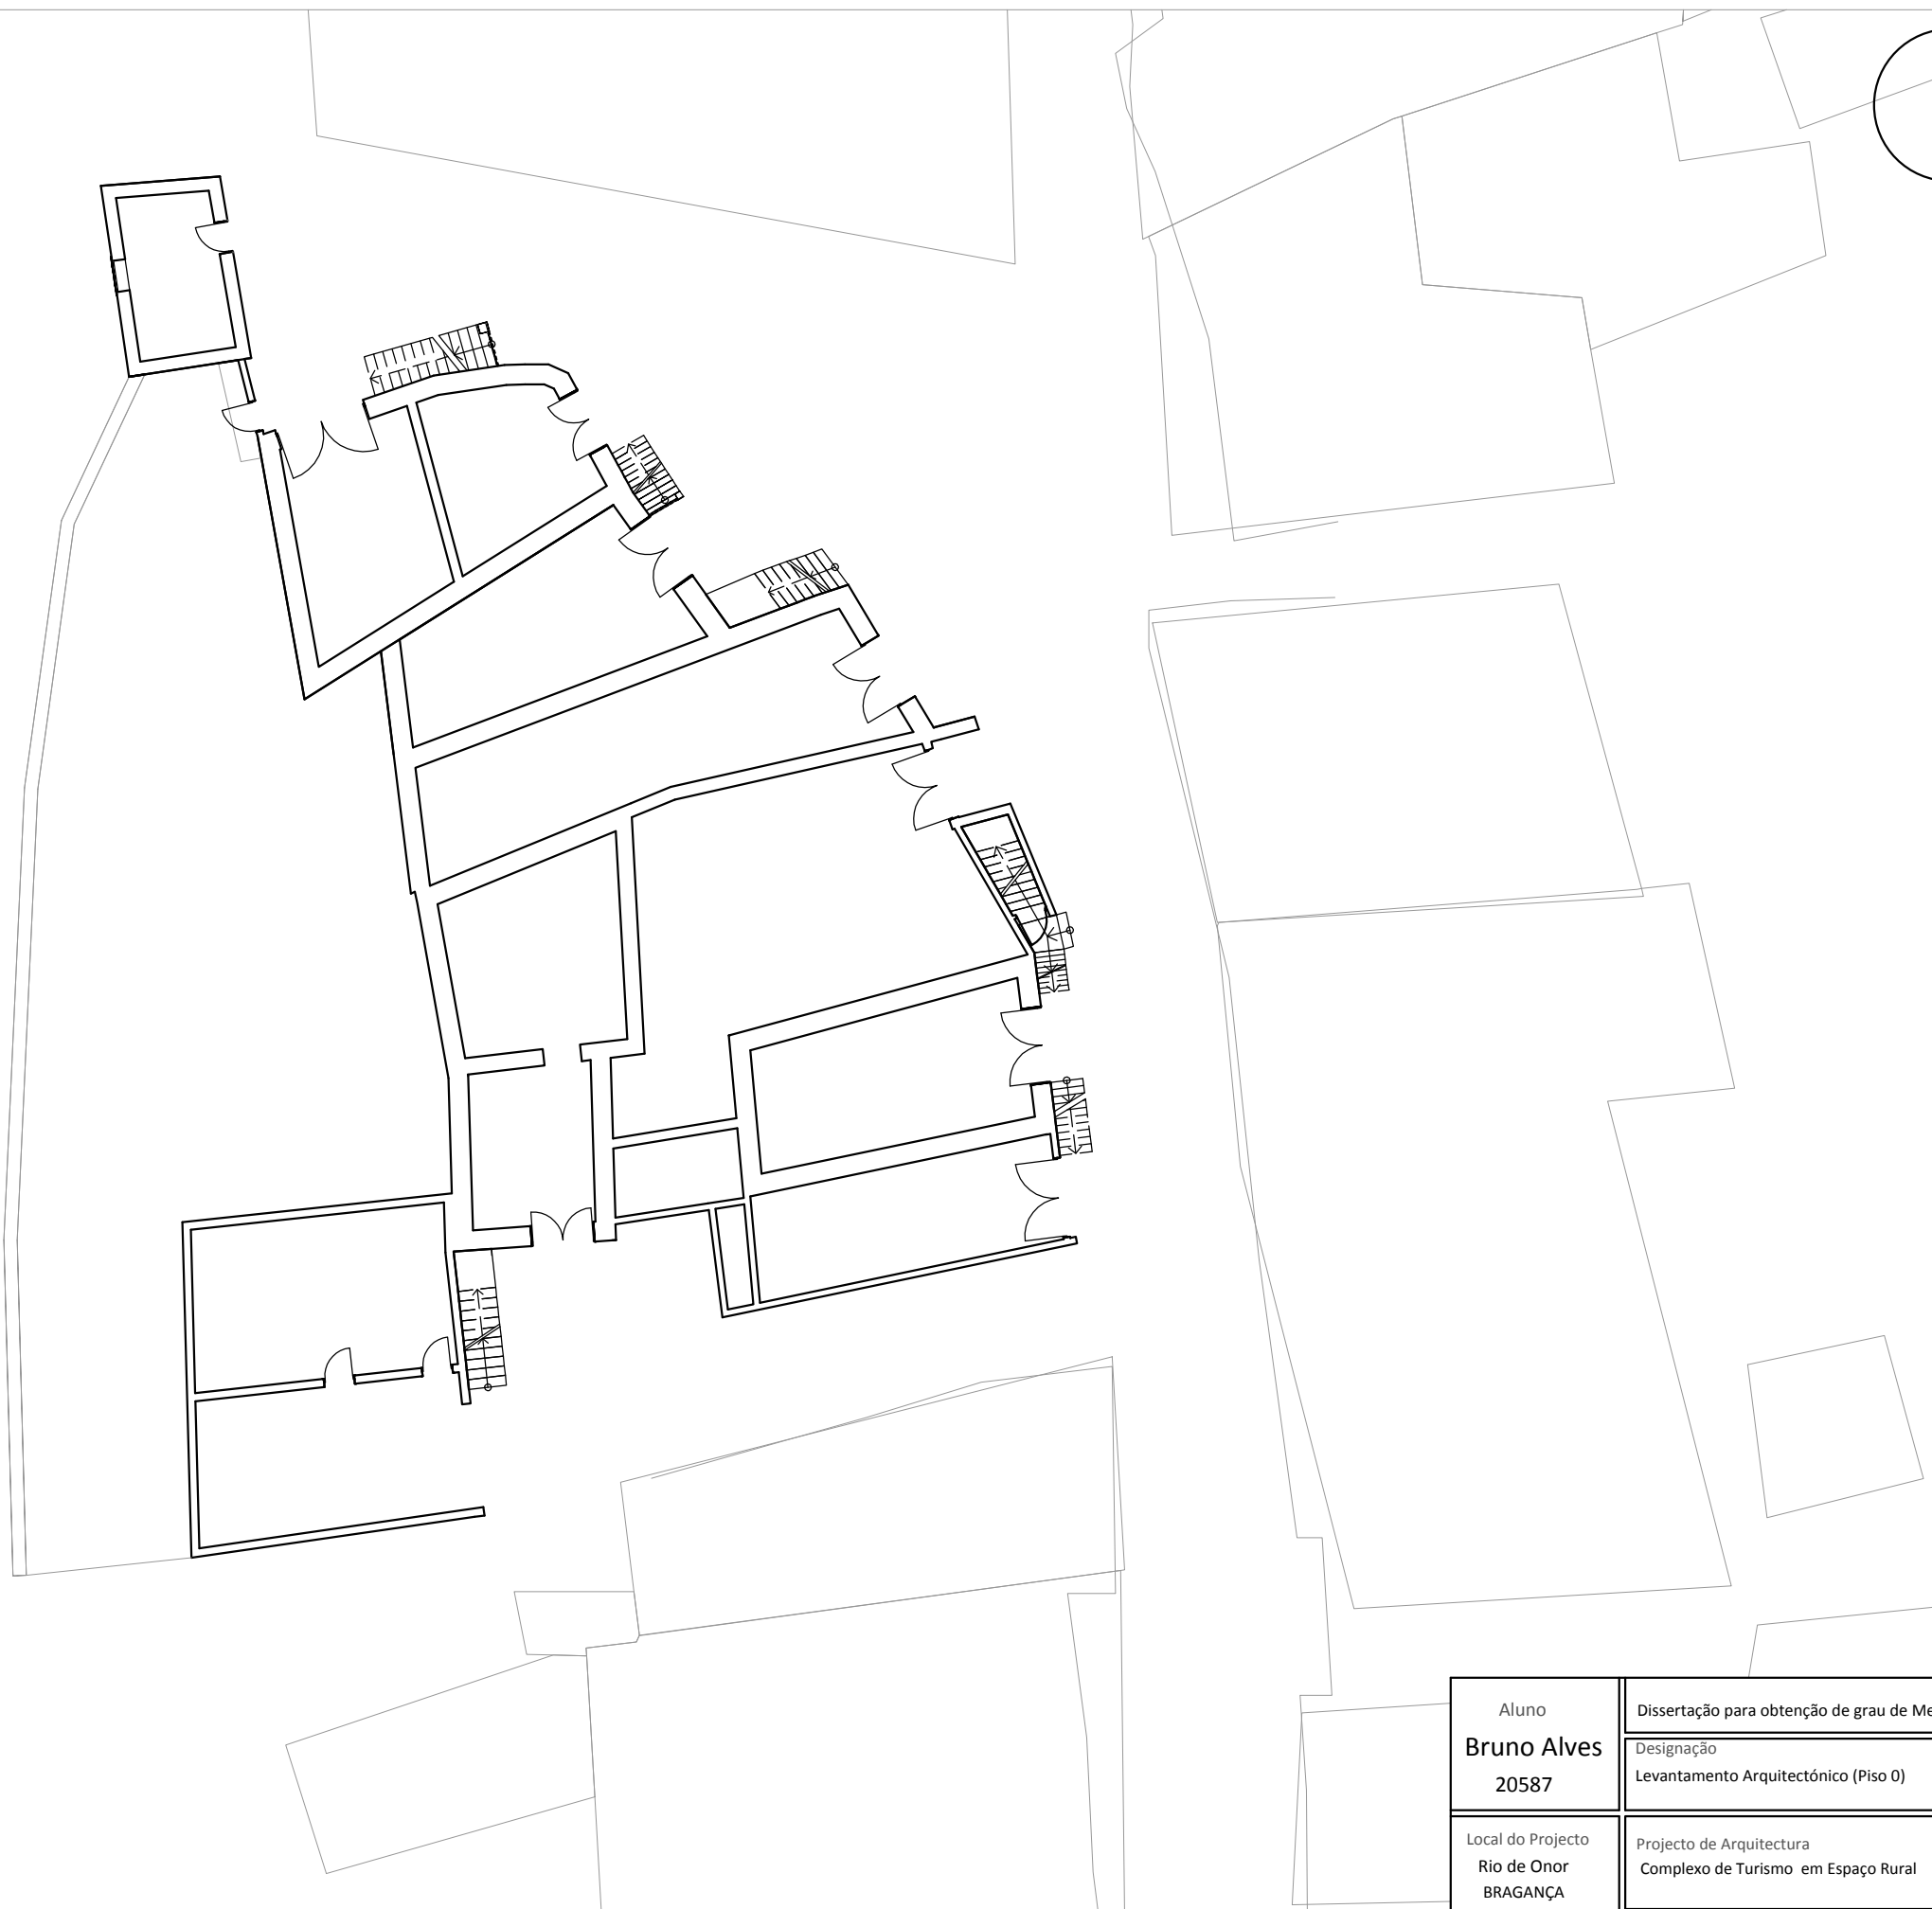 Aluno
Bruno Alves
20587
Dissertação para obtenção de grau de
Designação
Levantamento Arquitectónico (Piso 0)
Local do Projecto
Rio de Onor
BRAGANÇA
Projecto de Arquitectura
Complexo de Turismo em Espaço Rural